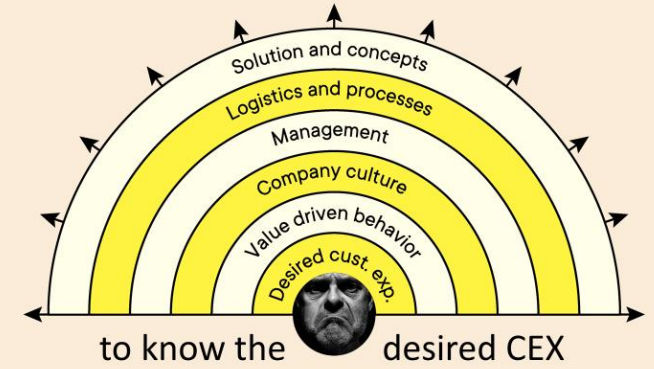 Solution and concepts
Logistics and processes
Management
Company culture
Value driven behavior
Desired cust. exp.
to know the desired CEX